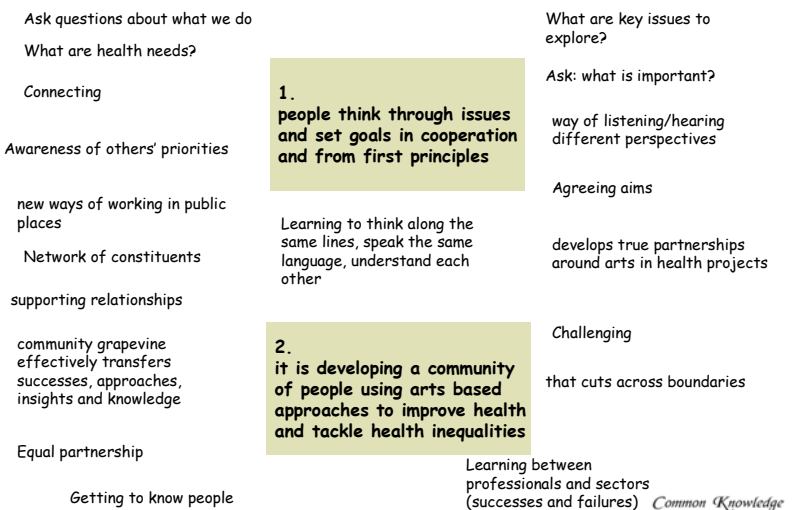 Ask questions about what we do
What are health needs?
Connecting
Awareness of others' priorities
new ways of working in public
places
Network of constituents
supporting relationships
community grapevine
effectively transfers
successes, approaches,
insights and knowledge
Equal partnership
Getting to know people
1.
people think through issues
and set goals in cooperation
and from first principles
Learning to think along the
same lines, speak the same
language, understand each
other
2.
it is developing a community
of people using arts based
approaches to improve health
and tackle health inequalities
What are key issues to
explore?
Ask: what is important?
way of listening/hearing
different perspectives
Agreeing aims
develops true partnerships
around arts in health projects
Challenging
that cuts across boundaries
Learning between
professionals and sectors
(successes and failures)
Common Knowledge